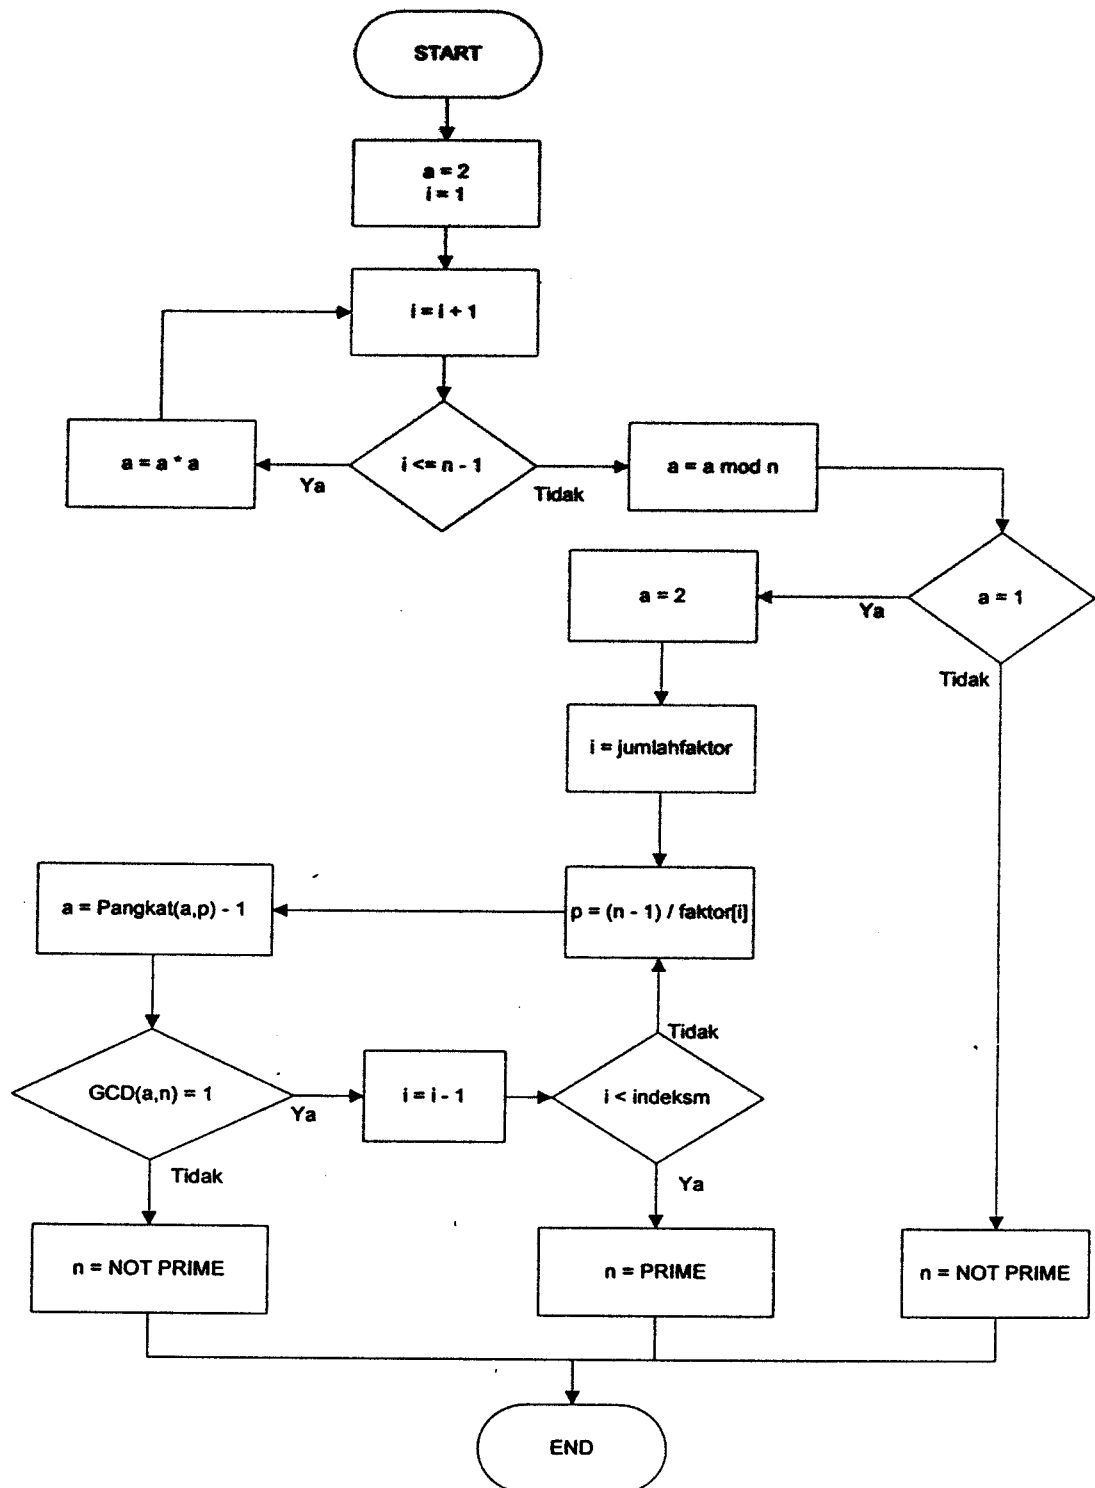 START
a = 2
i = 1
i = i + 1
a = a * a
Ya
i <= n - 1
Tidak
a = a mod n
a = 2
Ya
a = 1
Tidak
i = jumlahfaktor
a = Pangkat(a,p) - 1
p = (n - 1) / faktor[i]
Tidak
GCD(a,n) = 1
Ya
i = i - 1
i < indeksm
Tidak
Ya
n = NOT PRIME
n = PRIME
n = NOT PRIME
END